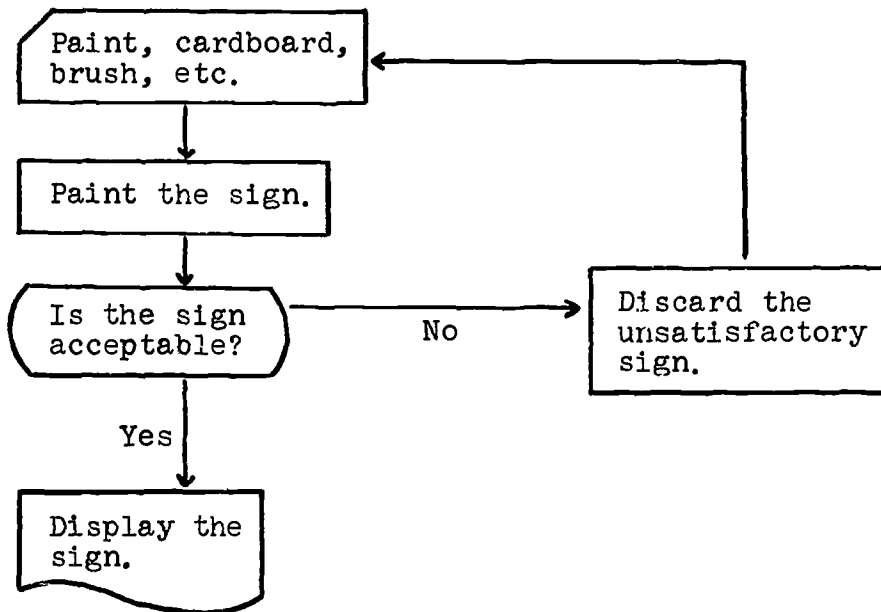 Paint, cardboard,
brush, etc.
Paint the sign.
Is the sign
acceptable?
No
Discard the
unsatisfactory
sign.
Yes
Display the
sign.